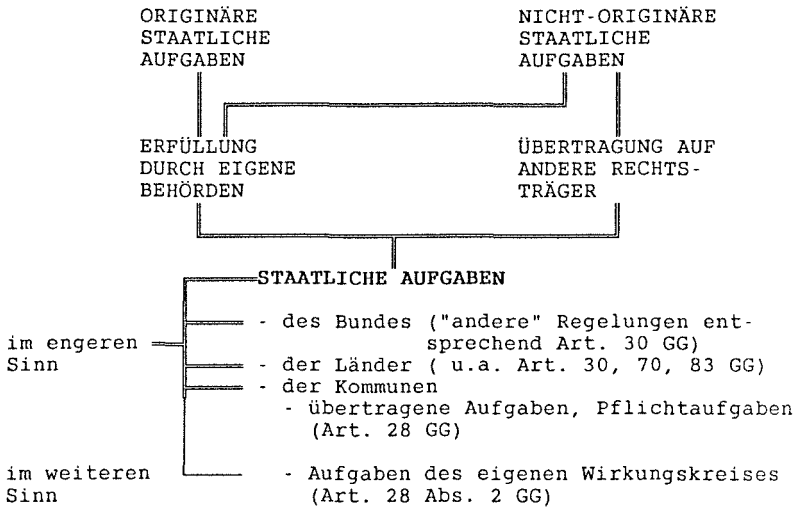 ORIGINÄRE
STAATLICHE
AUFGABEN
NICHT-ORIGINÄRE
STAATLICHE
AUFGABEN
ERFÜLLUNG
DURCH EIGENE
BEHÖRDEN
ÜBERTRAGUNG AUF
ANDERE RECHTS-
TRÄGER
STAATLICHE AUFGABEN
im engeren
Sinn
- des Bundes ("andere" Regelungen ent-
sprechend Art. 30 GG)
- der Länder ( u.a. Art. 30, 70, 83 GG)
- der Kommunen
- übertragene Aufgaben, Pflichtaufgaben
(Art. 28 GG)
im weiteren
Sinn
- Aufgaben des eigenen Wirkungskreises
(Art. 28 Abs. 2 GG)